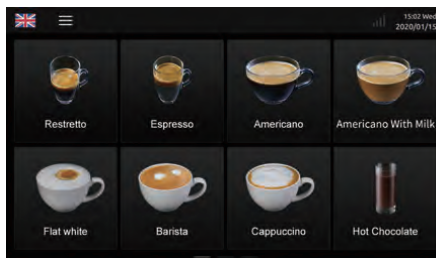 15:02 Wed
2020/01/15
Restretto
Espresso
Americano
Americano With Milk
Flat white
Barista
Cappuccino
Hot Chocolate